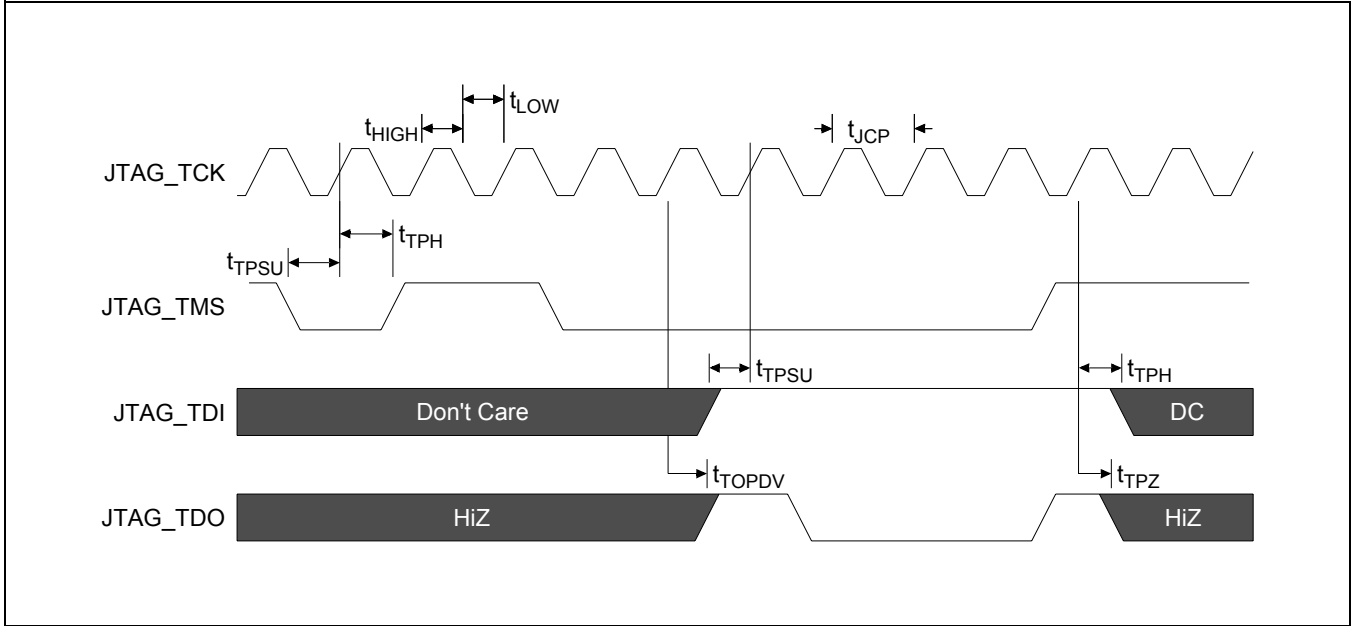 tLOW
tHIGH
tJCP
JTAG_TCK
tTPH
tTPSU
JTAG_TMS
tTPSU
tTPH
JTAG_TDI
Don't Care
DC
tTOPDV
tTPZ
JTAG_TDO
HiZ
HiZ